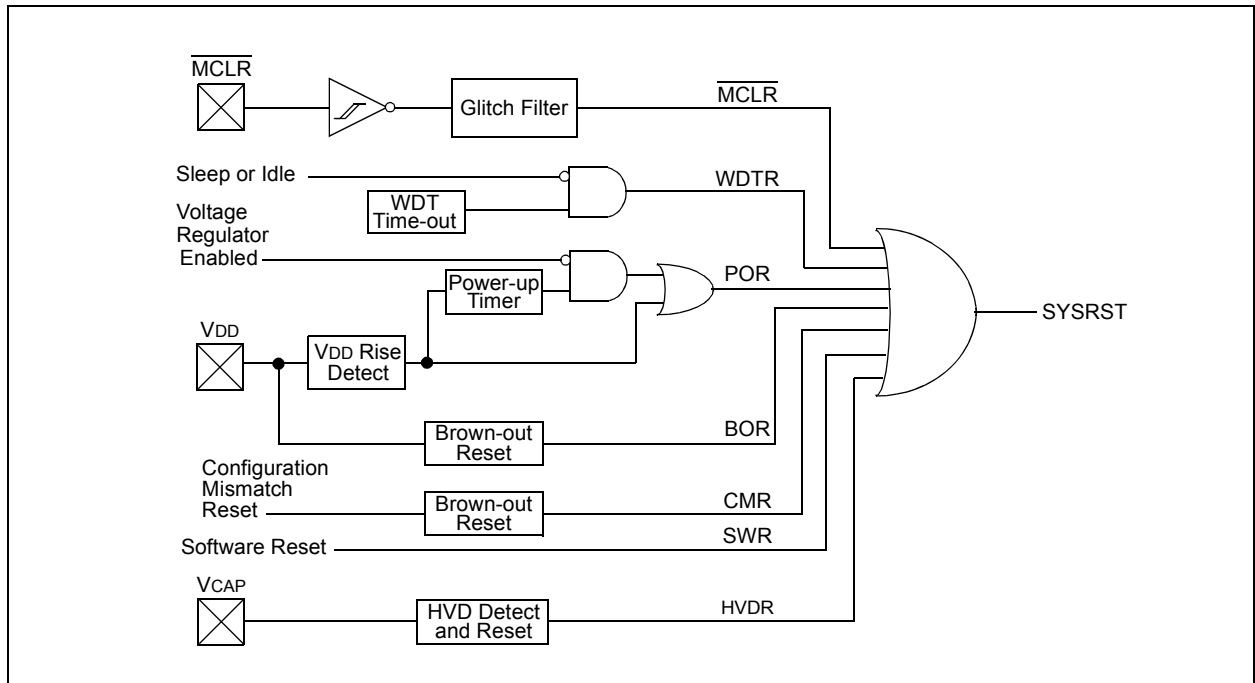 MCLR
Glitch Filter
MCLR
Sleep or Idle
WDT
Time-out
WDTR
Voltage
Regulator
Enabled
Power-up
Timer
POR
SYSRST
VDD
VDD Rise
Detect
Brown-out
Reset
BOR
Configuration
Mismatch
Reset
Brown-out
Reset
CMR
Software Reset
SWR
VCAP
HVD Detect
and Reset
HVDR